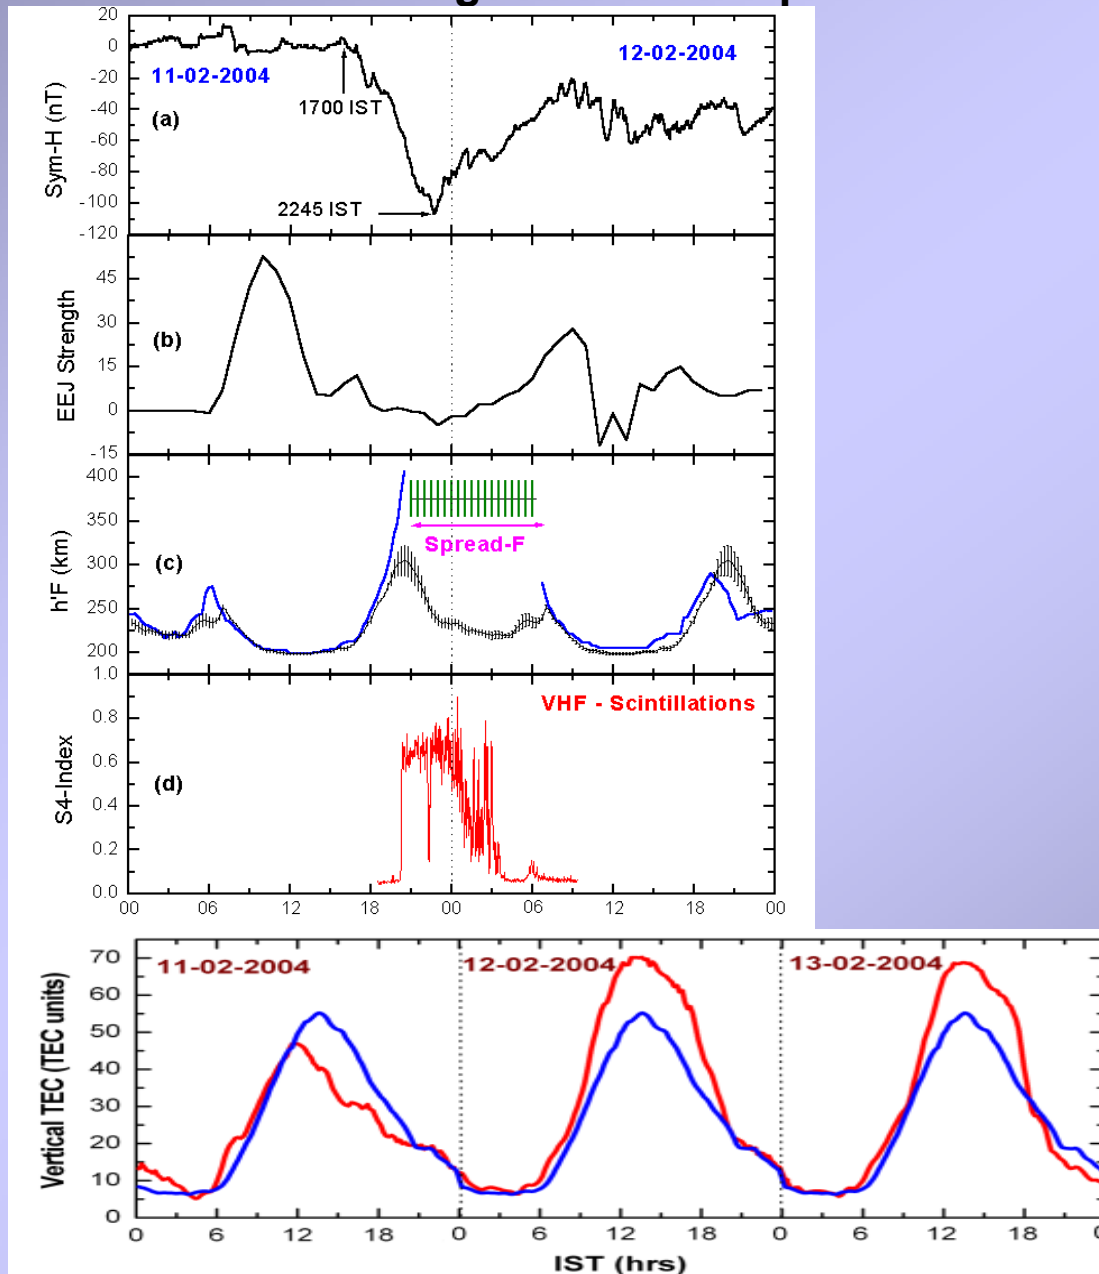 20
0
-20
-40
-60
-80
-100
-120
Sym-H (nT)
11-02-2004
12-02-2004
1700 IST
(a)
2245 IST
45
30
15
0
-15
EEJ Strength
(b)
400
350
300
250
200
h'F (km)
(c)
Spread-F
1.0
0.8
0.6
0.4
0.2
0.0
S4-Index
VHF - Scintillations
(d)
00 06 12 18 00 06 12 18 00
70
60
50
40
30
20
10
0
Vertical TEC (TEC units)
11-02-2004
12-02-2004
13-02-2004
0 6 12 18 0 6 12 18 0 6 12 18
IST (hrs)